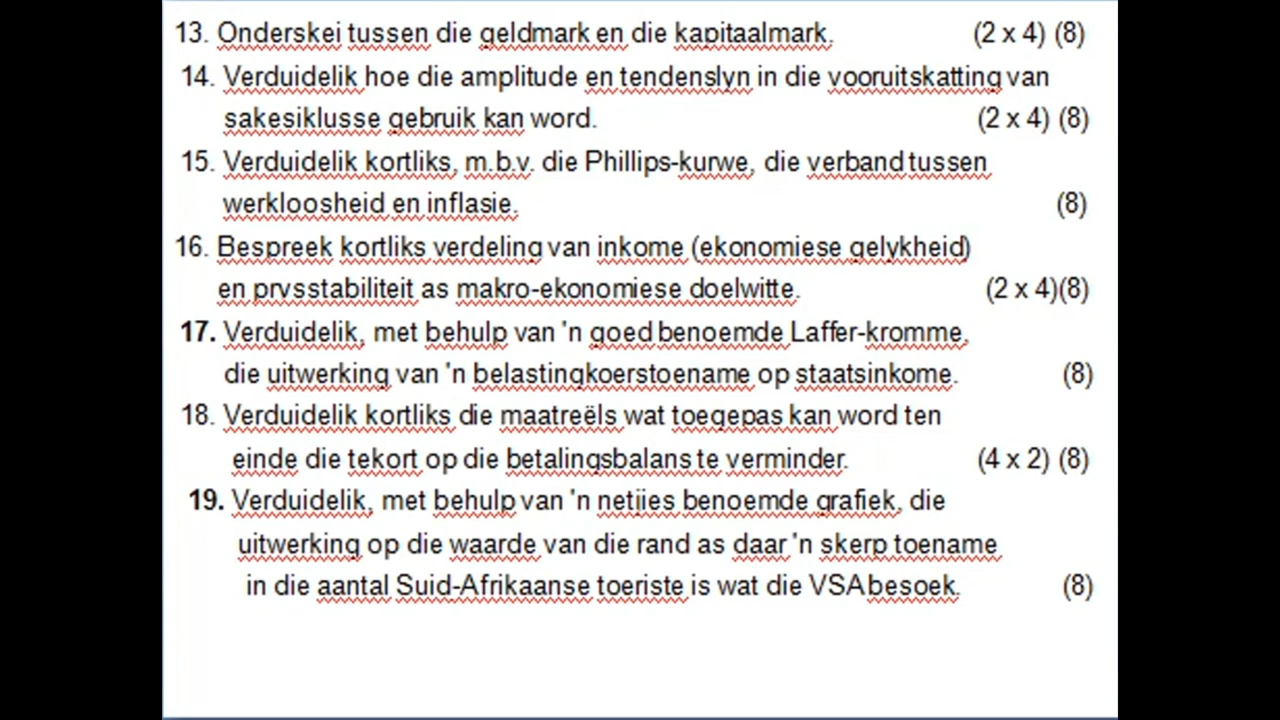 13. Onderskei tussen die geldmark en die kapitaalmark. (2 x 4) (8)
14. Verduidelik hoe die amplitude en tendenslyn in die vooruitskatting van
sakesiklusse gebruik kan word. (2 x 4) (8)
15. Verduidelik kortliks, m.b.v. die Phillips-kurwe, die verband tussen
werkloosheid en inflasie. (8)
16. Bespreek kortliks verdeling van inkome (ekonomiese gelykheid)
en prysstabiliteit as makro-ekonomiese doelwitte. (2 x 4)(8)
17. Verduidelik, met behulp van 'n goed benoemde Laffer-kromme,
die uitwerking van 'n belastingkoerstoename op staatsinkome. (8)
18. Verduidelik kortliks die maatreëls wat toegepas kan word ten
einde die tekort op die betalingsbalans te verminder. (4 x 2) (8)
19. Verduidelik, met behulp van 'n netjies benoemde grafiek, die
uitwerking op die waarde van die rand as daar 'n skerp toename
in die aantal Suid-Afrikaanse toeriste is wat die VSA besoek. (8)